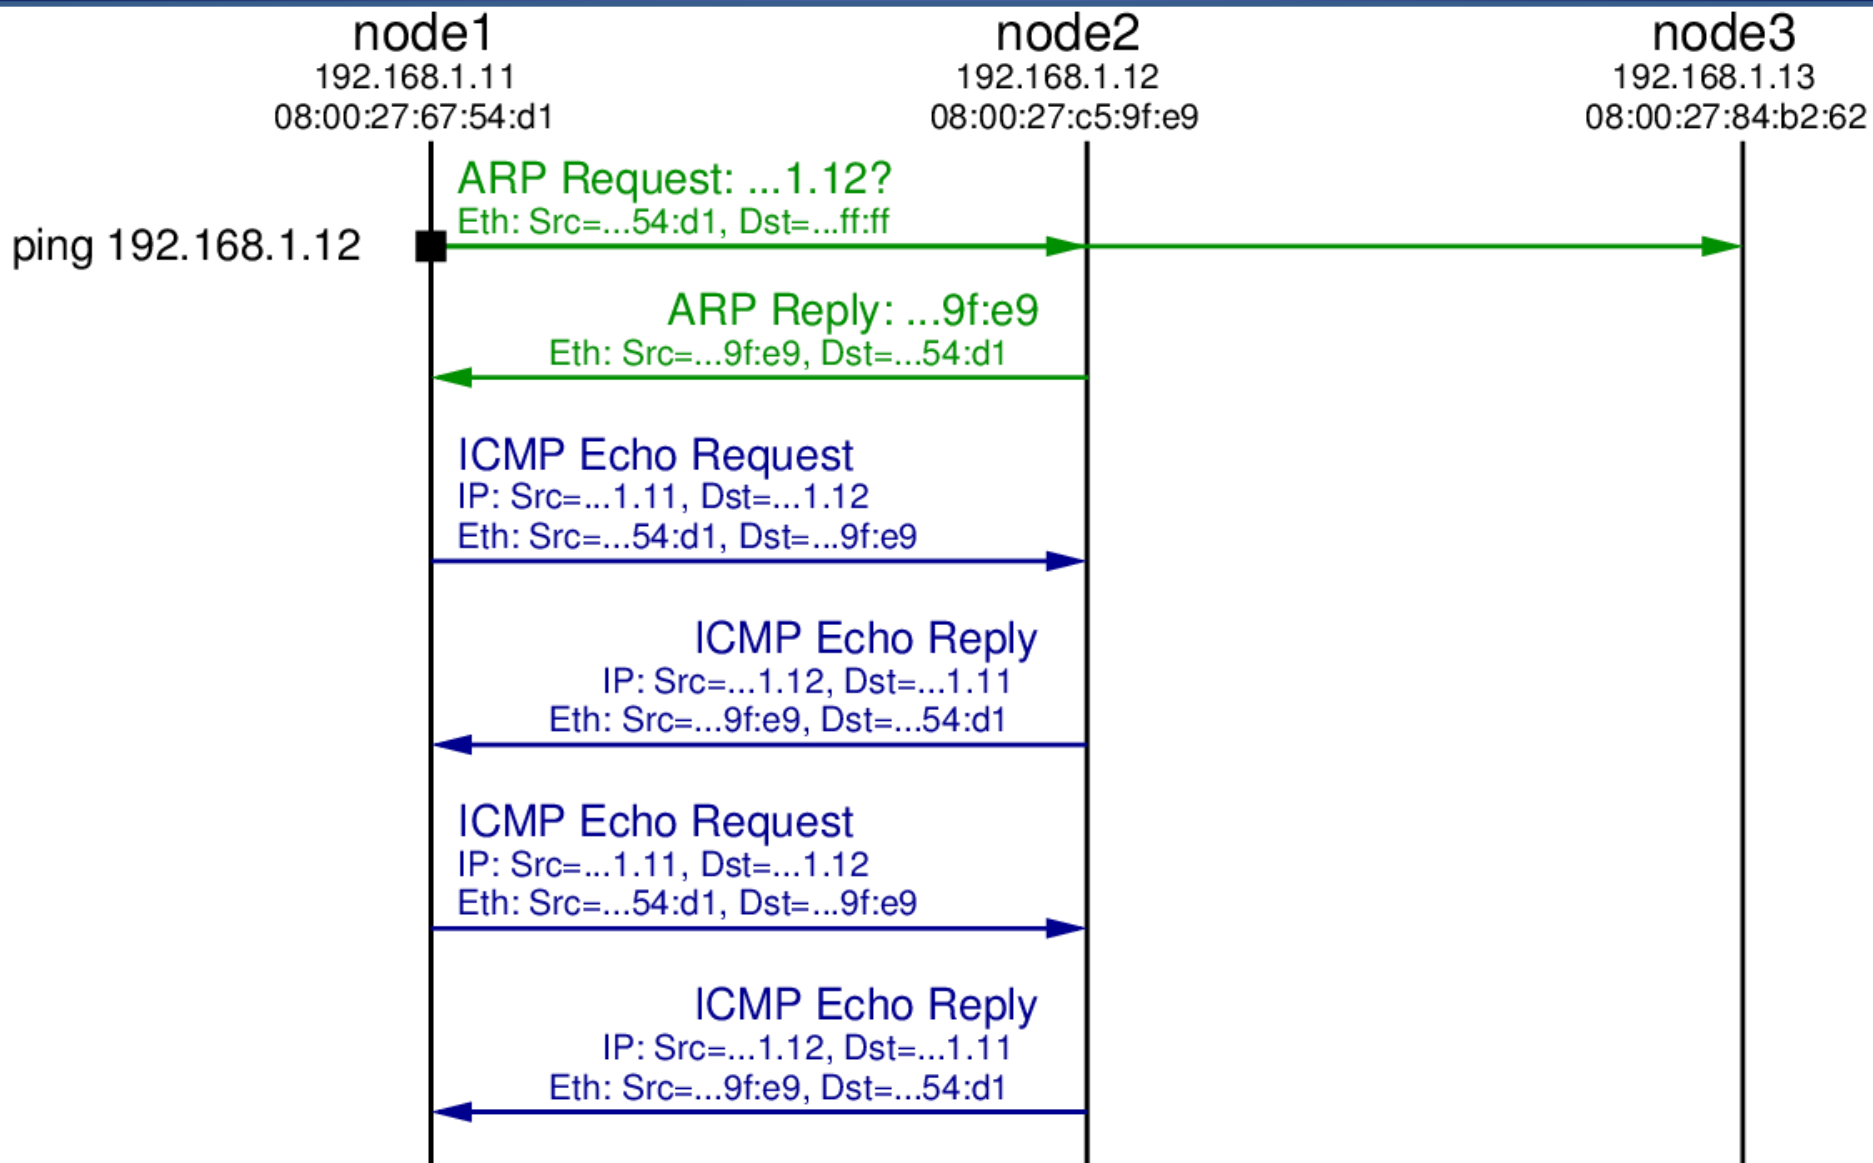 node1
192.168.1.11
08:00:27:67:54:d1
node2
192.168.1.12
08:00:27:c5:9f:e9
node3
192.168.1.13
08:00:27:84:b2:62
ping 192.168.1.12
ARP Request: ...1.12?
Eth: Src=...54:d1, Dst=...ff:ff
ARP Reply: ...9f:e9
Eth: Src=...9f:e9, Dst=...54:d1
ICMP Echo Request
IP: Src=...1.11, Dst=...1.12
Eth: Src=...54:d1, Dst=...9f:e9
ICMP Echo Reply
IP: Src=...1.12, Dst=...1.11
Eth: Src=...9f:e9, Dst=...54:d1
ICMP Echo Request
IP: Src=...1.11, Dst=...1.12
Eth: Src=...54:d1, Dst=...9f:e9
ICMP Echo Reply
IP: Src=...1.12, Dst=...1.11
Eth: Src=...9f:e9, Dst=...54:d1